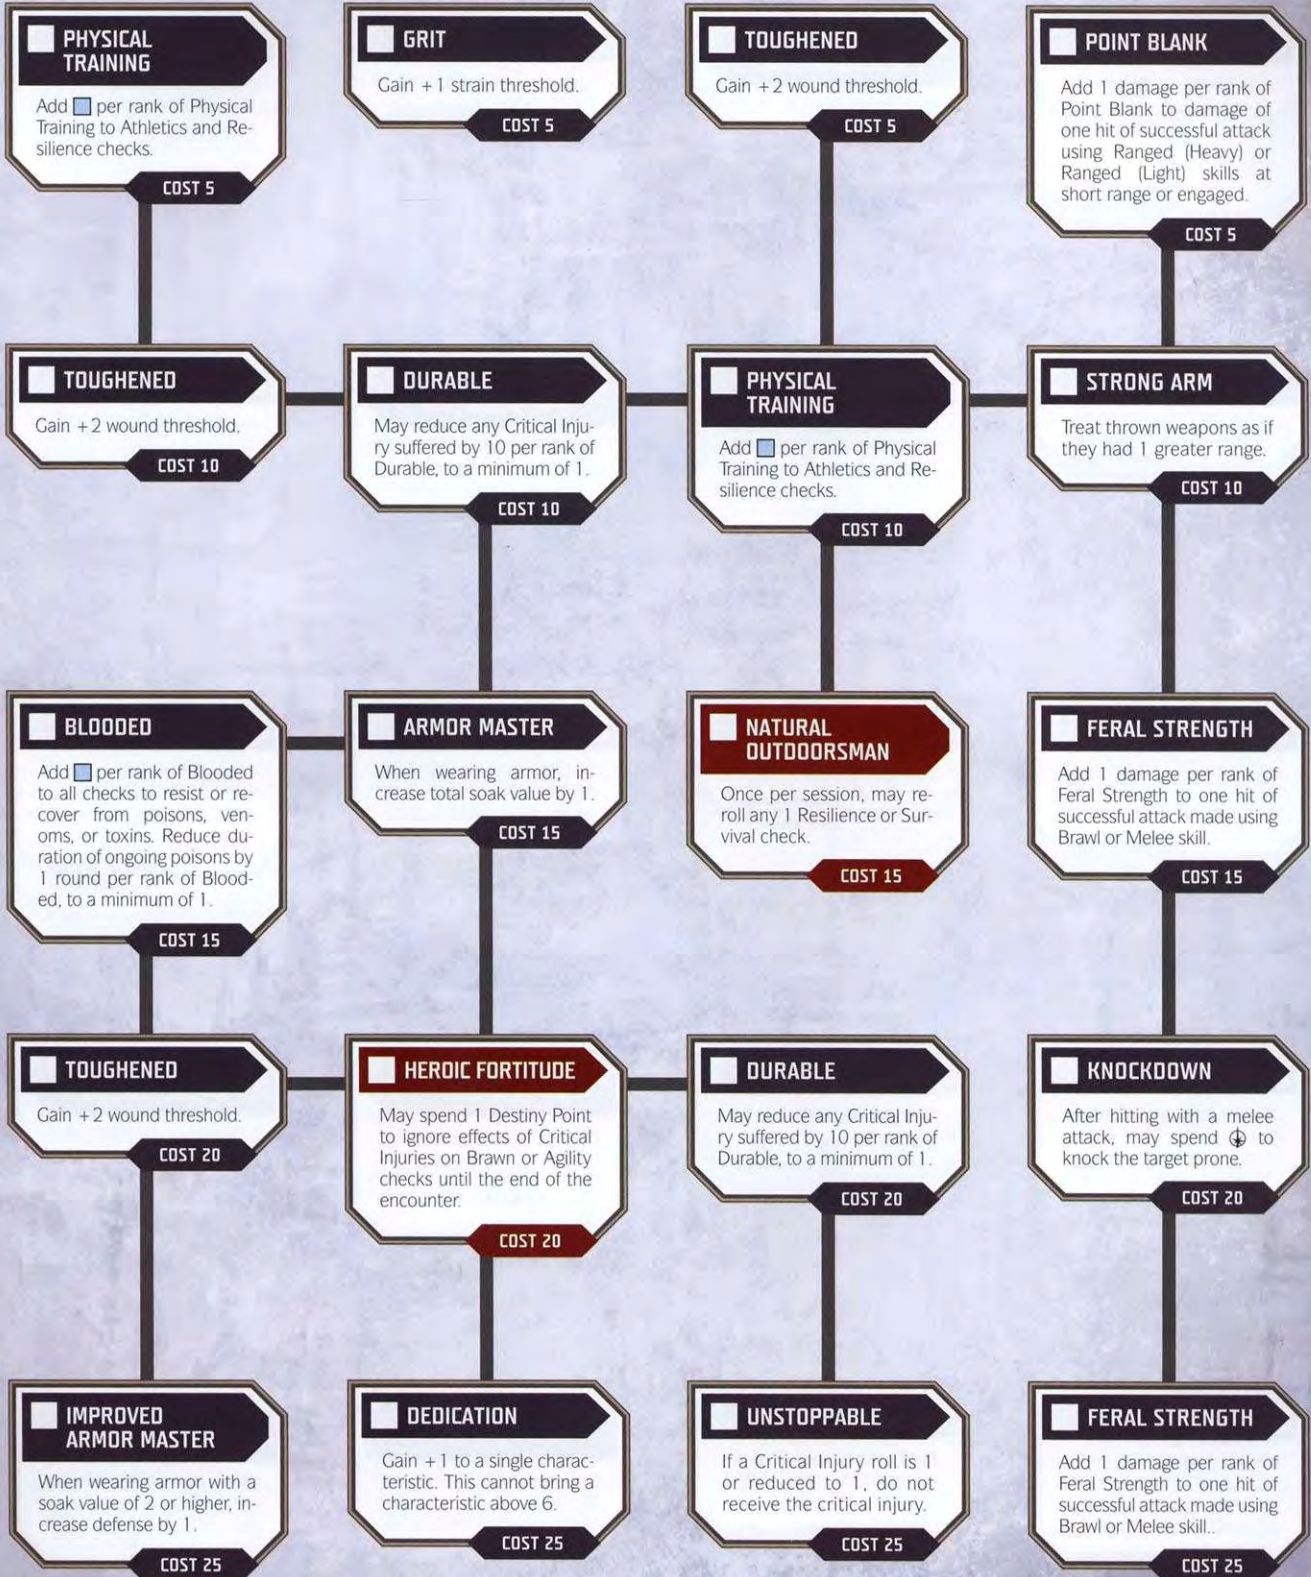 PHYSICAL
TRAINING
Add per rank of Physical
Training to Athletics and Re-
silience checks.
COST 5
GRIT
Gain +1 strain threshold.
COST 5
TOUGHENED
Gain +2 wound threshold.
COST 5
POINT BLANK
Add 1 damage per rank of
Point Blank to damage of
one hit of successful attack
using Ranged (Heavy) or
Ranged (Light) skills at
short range or engaged.
COST 5
TOUGHENED
Gain +2 wound threshold.
COST 10
DURABLE
May reduce any Critical Inju-
ry suffered by 10 per rank of
Durable, to a minimum of 1.
COST 10
PHYSICAL
TRAINING
Add per rank of Physical
Training to Athletics and Re-
silience checks.
COST 10
STRONG ARM
Treat thrown weapons as if
they had 1 greater range.
COST 10
BLOODED
Add per rank of Blooded
to all checks to resist or re-
cover from poisons, ven-
oms, or toxins. Reduce du-
ration of ongoing poisons by
1 round per rank of Blood-
ed, to a minimum of 1.
COST 15
ARMOR MASTER
When wearing armor, in-
crease total soak value by 1.
COST 15
NATURAL
OUTDOORSMAN
Once per session, may re-
roll any 1 Resilience or Sur-
vival check.
COST 15
FERAL STRENGTH
Add 1 damage per rank of
Feral Strength to one hit of
successful attack made using
Brawl or Melee skill.
COST 15
TOUGHENED
Gain +2 wound threshold.
COST 20
HEROIC FORTITUDE
May spend 1 Destiny Point
to ignore effects of Critical
Injuries on Brawn or Agility
checks until the end of the
encounter.
COST 20
DURABLE
May reduce any Critical Inju-
ry suffered by 10 per rank of
Durable, to a minimum of 1.
COST 20
KNOCKDOWN
After hitting with a melee
attack, may spend to
knock the target prone.
COST 20
IMPROVED
ARMOR MASTER
When wearing armor with a
soak value of 2 or higher, in-
crease defense by 1.
COST 25
DEDICATION
Gain +1 to a single charac-
teristic. This cannot bring a
characteristic above 6.
COST 25
UNSTOPPABLE
If a Critical Injury roll is 1
or reduced to 1, do not
receive the critical injury.
COST 25
FERAL STRENGTH
Add 1 damage per rank of
Feral Strength to one hit of
successful attack made using
Brawl or Melee skill..
COST 25